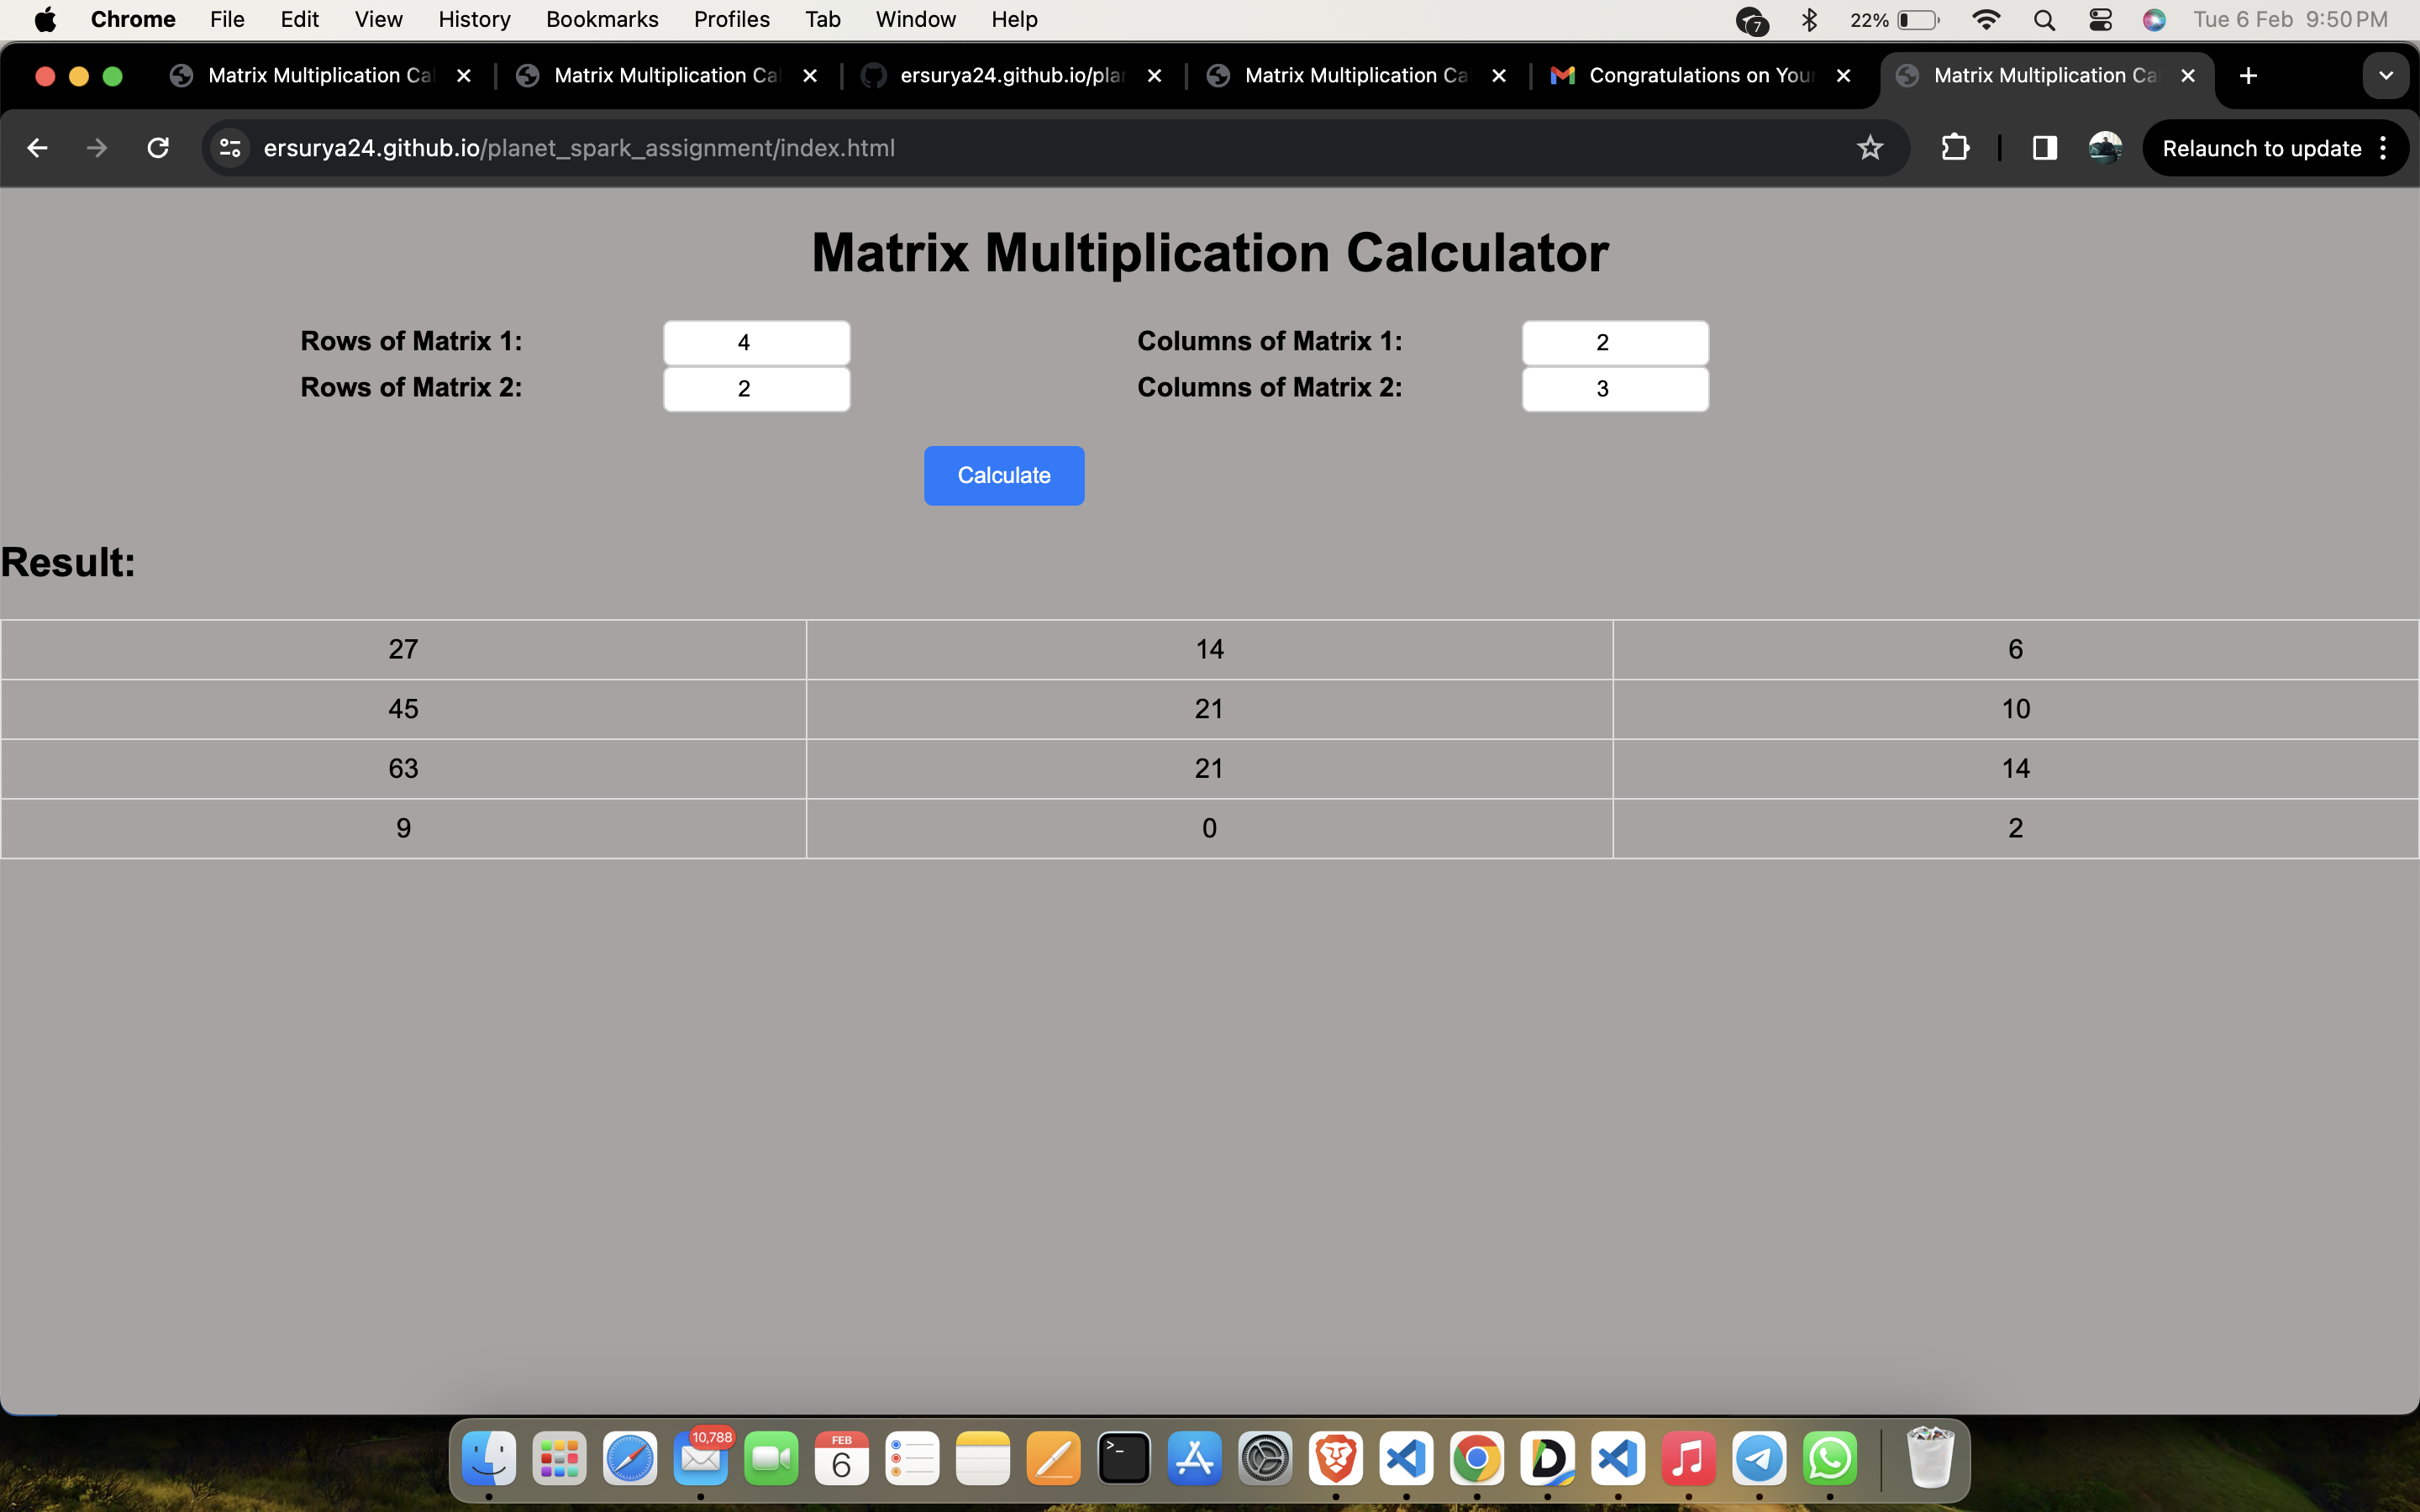 Chrome File Edit View History Bookmarks Profiles Tab Window Help 7 22% Tue 6 Feb 9:50 PM
Matrix Multiplication Ca Matrix Multiplication Ca ersurya24.github.io/pla Matrix Multiplication Ca Congratulations on Your Matrix Multiplication Ca
ersurya24.github.io/planet_spark_assignment/index.html Relaunch to update
Matrix Multiplication Calculator
Rows of Matrix 1: 4 Columns of Matrix 1: 2
Rows of Matrix 2: 2 Columns of Matrix 2: 3
Calculate
Result:
27 14 6
45 21 10
63 21 14
9 0 2
10,788 FEB
6